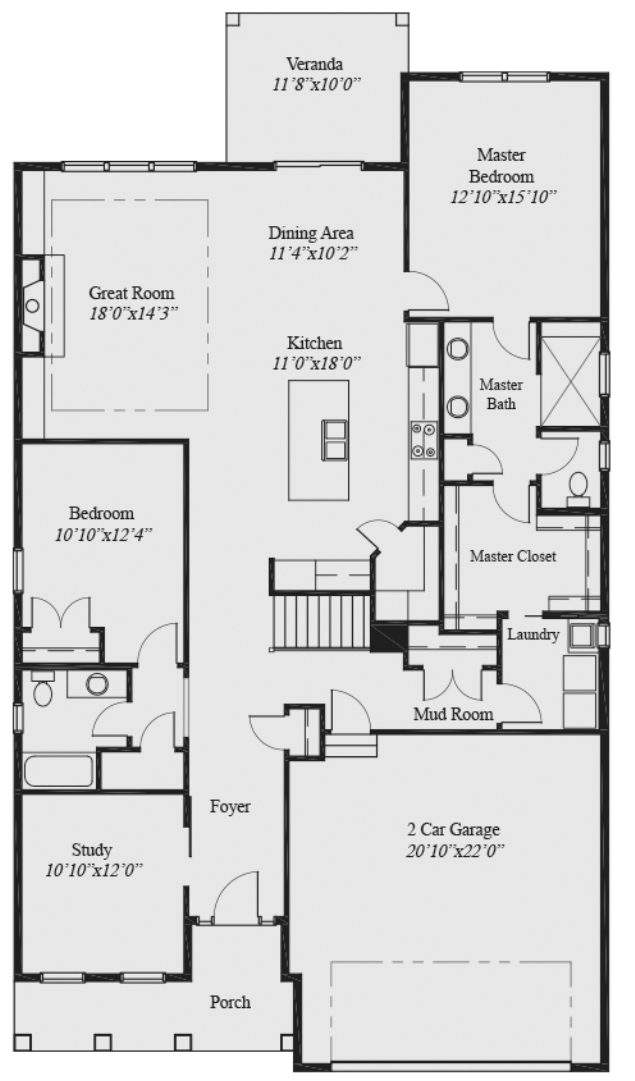 Veranda
11’8”x10’0”
Master
Bedroom
12’10”x15’10”
Dining Area
11’4”x10’2”
Great Room
18’0”x14’3”
Kitchen
11’0”x18’0”
Master
Bath
Bedroom
10’10”x12’4”
Master Closet
Laundry
Mud Room
Foyer
2 Car Garage
20’10”x22’0”
Study
10’10”x12’0”
Porch